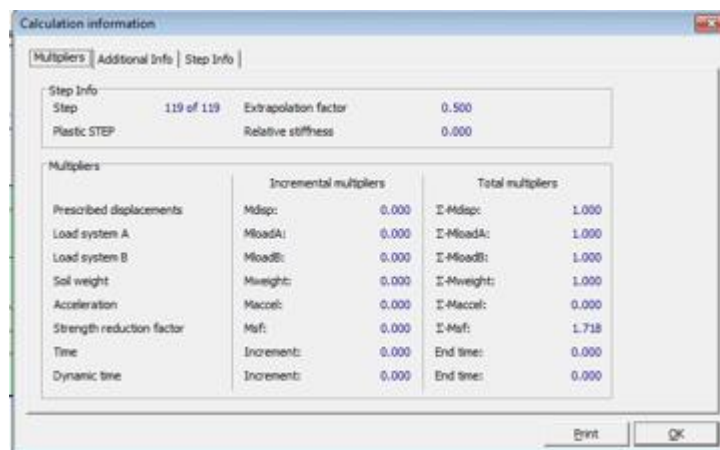 Calculation information
Multipliers Additional Info Step Info
Step Info
Step 119 of 119 Extrapolation factor 0.500
Plastic STEP Relative stiffness 0.000
Multipliers
Incremental multipliers Total multipliers
Prescribed displacements Mdisp: 0.000 Σ-Mdisp: 1.000
Load system A MloadA: 0.000 Σ-MloadA: 1.000
Load system B MloadB: 0.000 Σ-MloadB: 1.000
Soil weight Mweight: 0.000 Σ-Mweight: 1.000
Acceleration Maccel: 0.000 Σ-Maccel: 0.000
Strength reduction factor Msf: 0.000 Σ-Msf: 1.718
Time Increment: 0.000 End time: 0.000
Dynamic time Increment: 0.000 End time: 0.000
Print OK